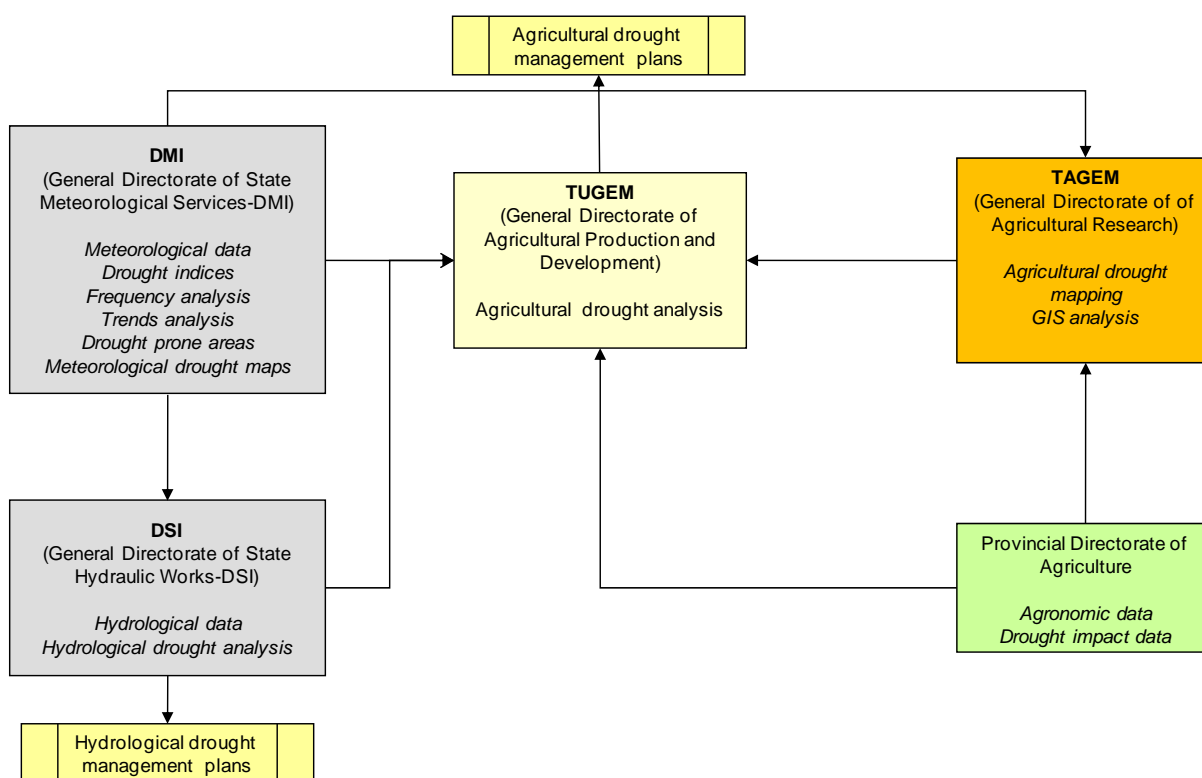 Agricultural drought
management plans
DMI
(General Directorate of State
Meteorological Services-DMI)
Meteorological data
Drought indices
Frequency analysis
Trends analysis
Drought prone areas
Meteorological drought maps
TUGEM
(General Directorate of
Agricultural Production and
Development)
Agricultural drought analysis
TAGEM
(General Directorate of of
Agricultural Research)
Agricultural drought
mapping
GIS analysis
DSI
(General Directorate of State
Hydraulic Works-DSI)
Hydrological data
Hydrological drought analysis
Provincial Directorate of
Agriculture
Agronomic data
Drought impact data
Hydrological drought
management plans